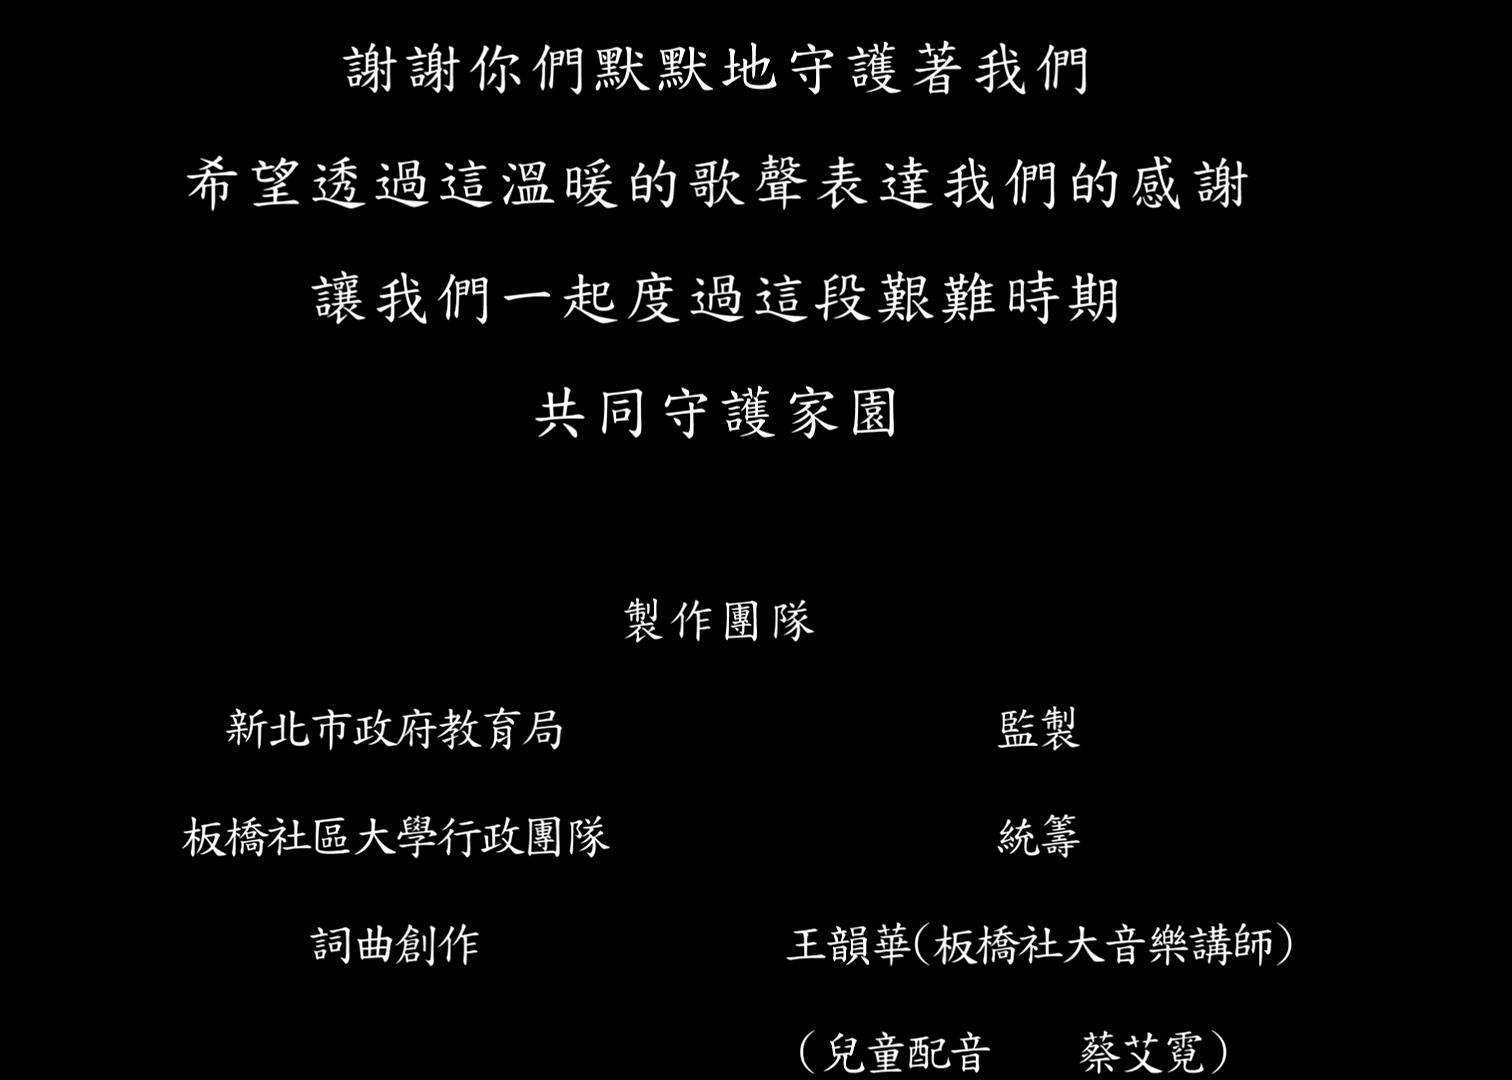 謝謝你們默默地守護著我們
希望透過這溫暖的歌聲表達我們的感謝
讓我們一起度過這段艱難時期
共同守護家園
製作團隊
新北市政府教育局 監製
板橋社區大學行政團隊 統籌
詞曲創作 王韻華(板橋社大音樂講師)
(兒童配音 蔡艾霓)